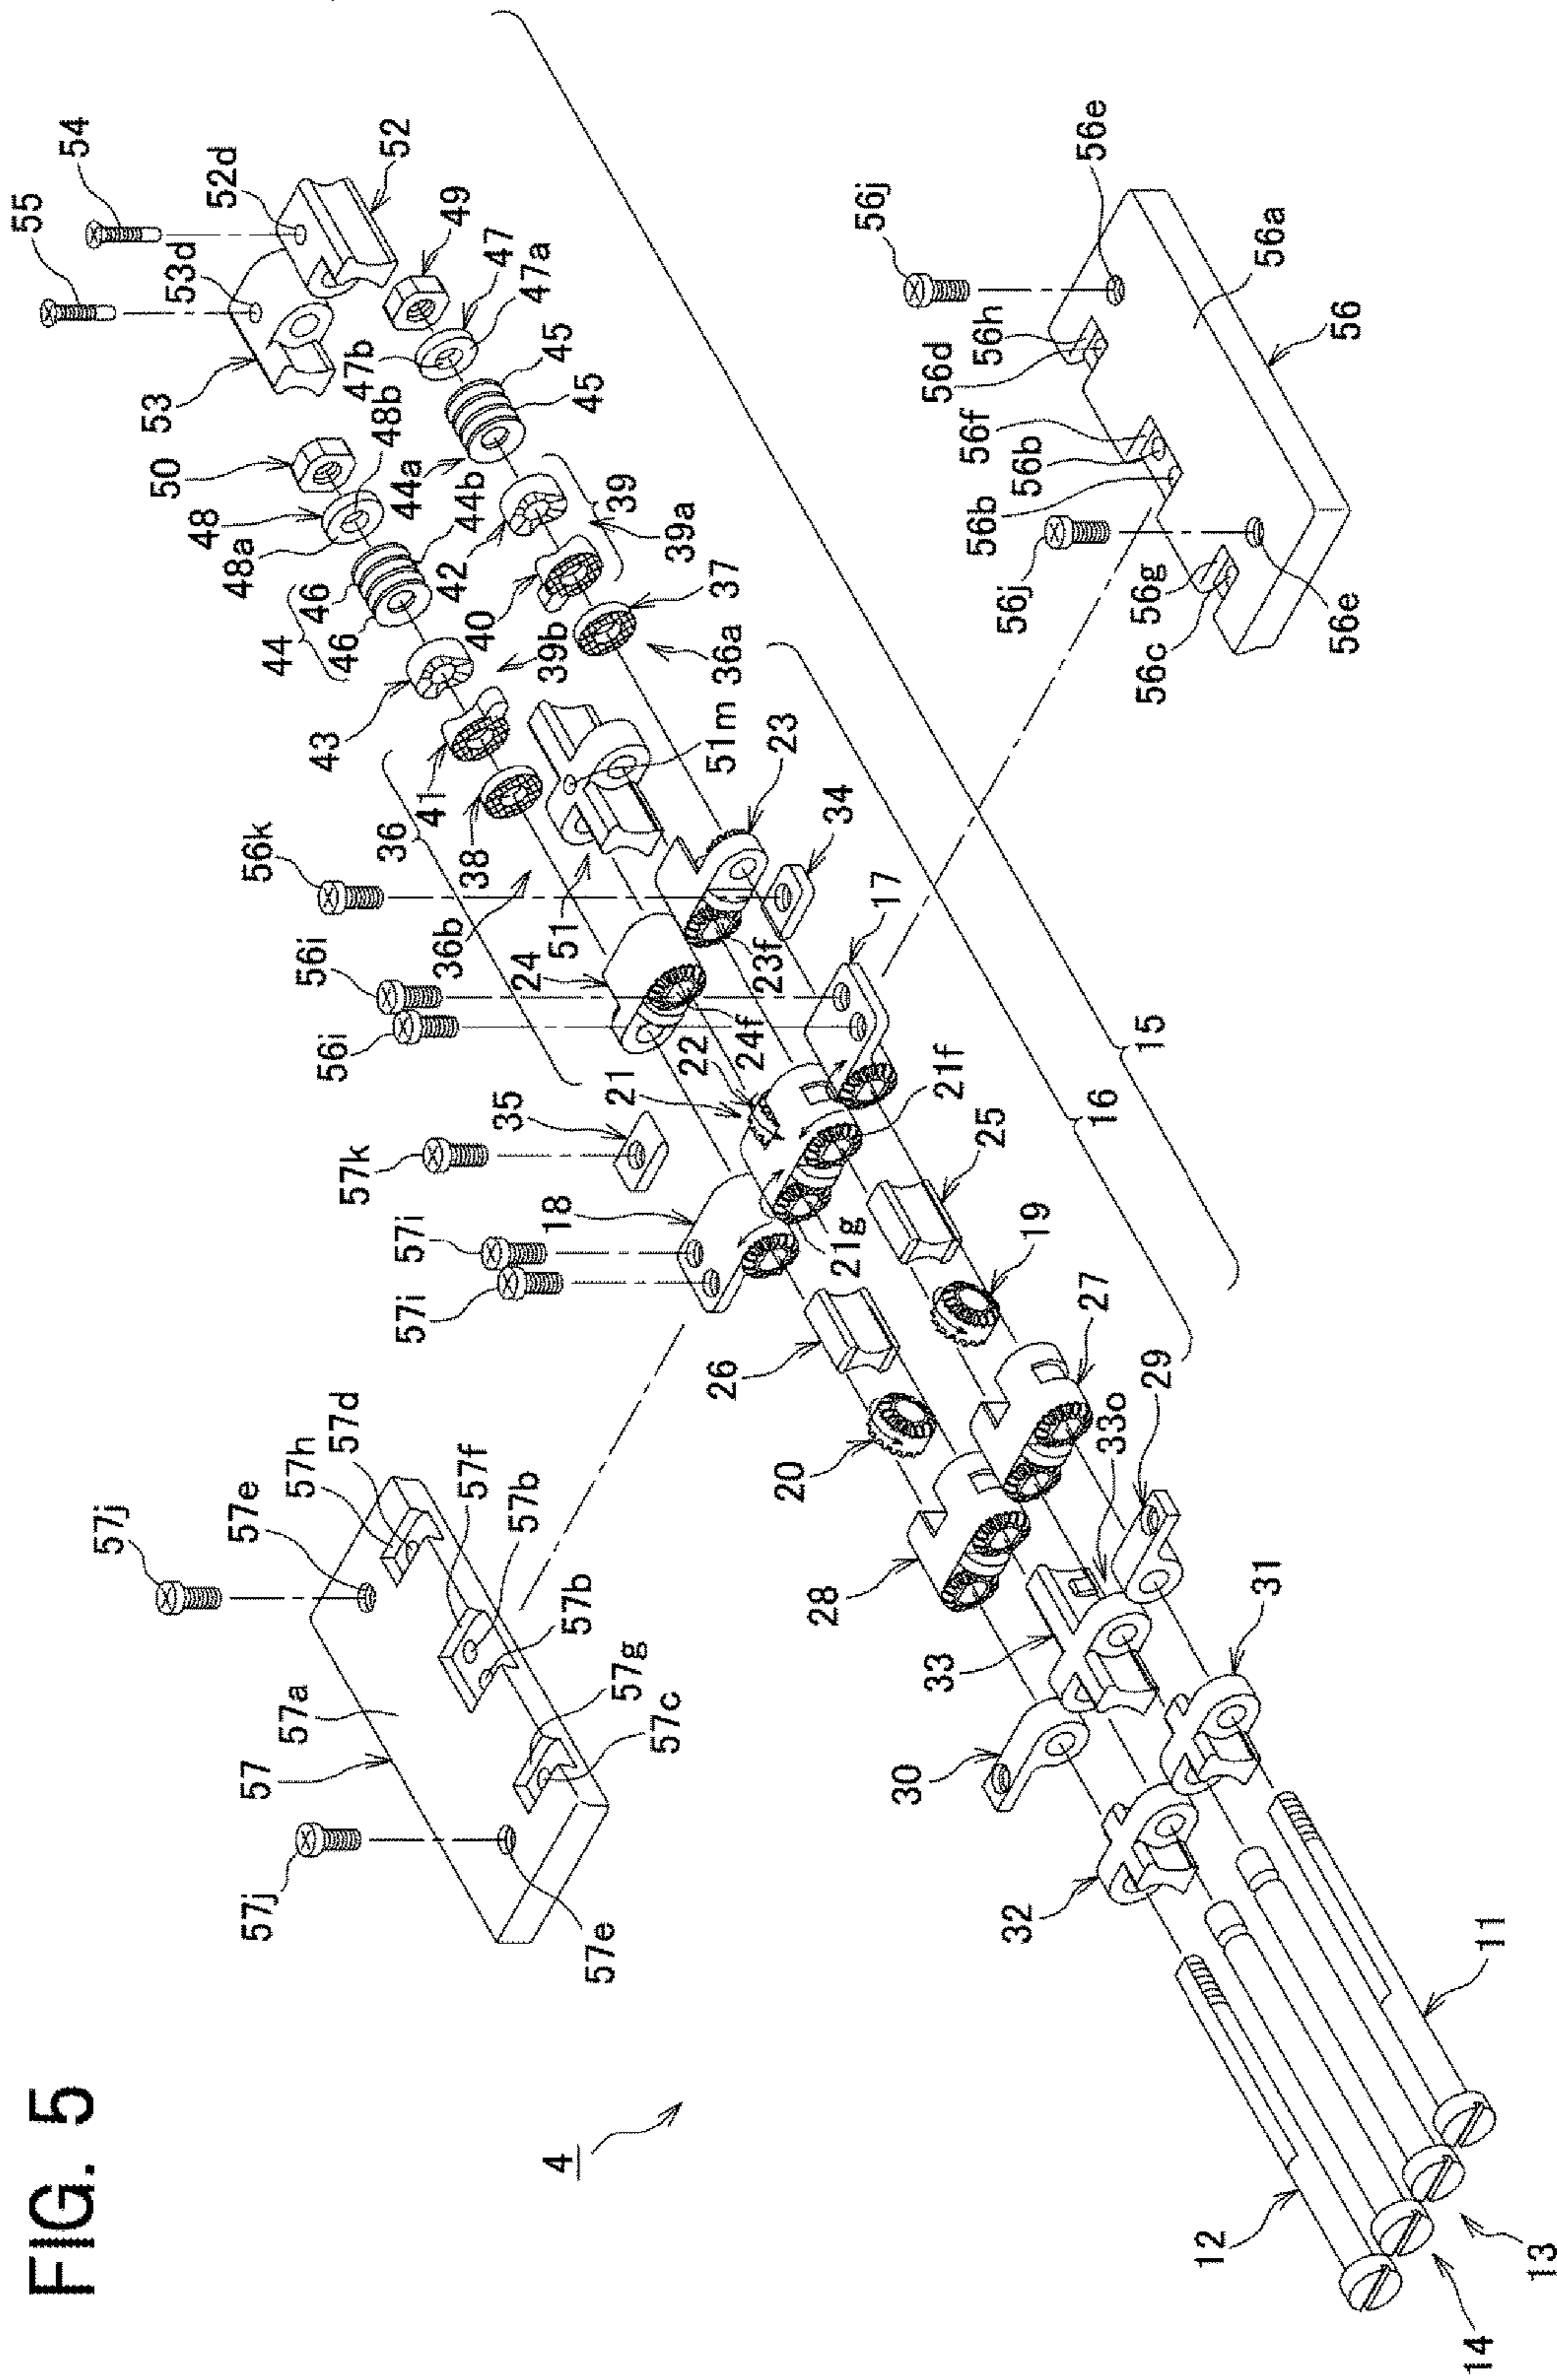 FIG. 5
4
55
54
53d
52d
52
53
49
50
47
47b
47a
48
48b
48a
45
45
44a
44b
44
46
46
42
39
39a
43
40
39b
37
36a
41
36
38
51m
23
56k
36b
51
34
56i
24
23f
17
56i
24f
22
21
21f
15
16
57k
35
57i
18
21g
25
57i
19
26
27
20
33o
29
28
33
31
30
32
11
12
13
14
56j
56e
56h
56d
56a
56f
56b
56b
56
56j
56g
56c
56e
57j
57d
57h
57e
57f
57b
57b
57a
57g
57
57c
57j
57e